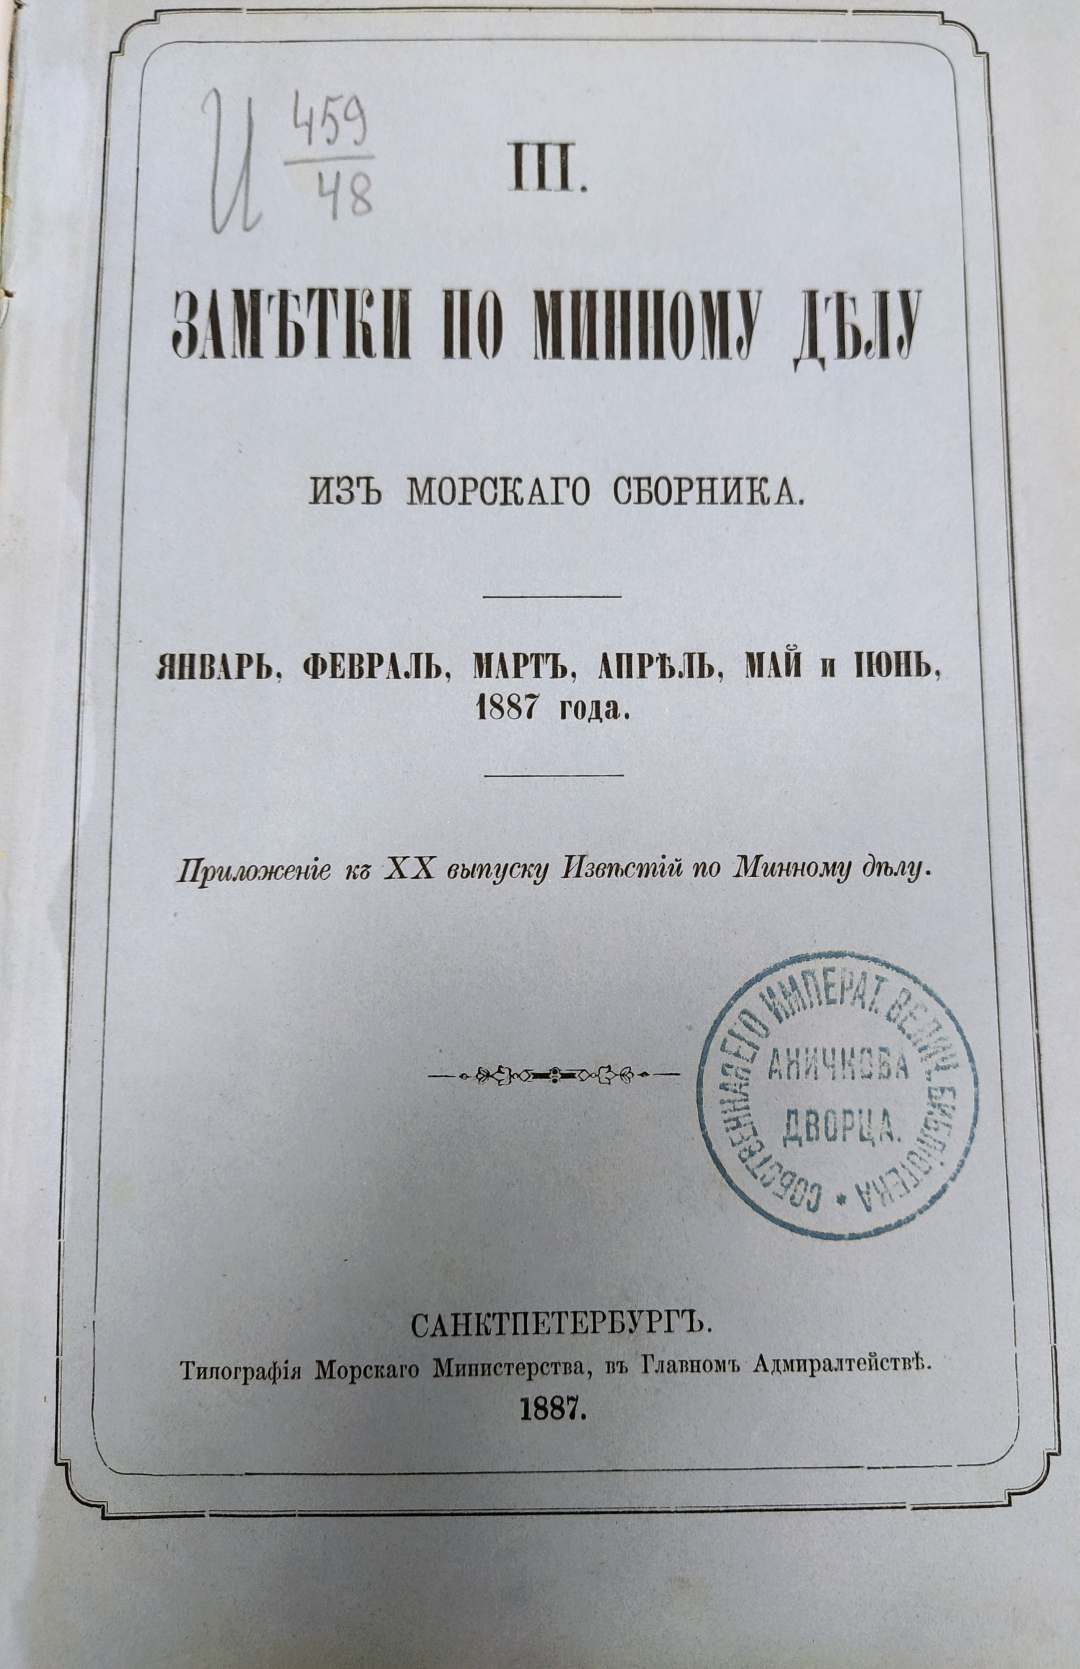 И 459
48
III.
ЗАМѢТКИ ПО МИННОМУ ДѢЛУ
ИЗЪ МОРСКАГО СБОРНИКА.
ЯНВАРЬ, ФЕВРАЛЬ, МАРТЪ, АПРѢЛЬ, МАЙ и ІЮНЬ,
1887 года.
Приложеніе къ XX выпуску Извѣстій по Минному дѣлу.
СОБСТВЕННАЯ ЕГО ИМПЕРАТ. ВЕЛИЧ. БИБЛІОТЕКА *
АНИЧКОВА
ДВОРЦА.
САНКТПЕТЕРБУРГЪ.
Типографія Морскаго Министерства, въ Главномъ Адмиралтействѣ.
1887.